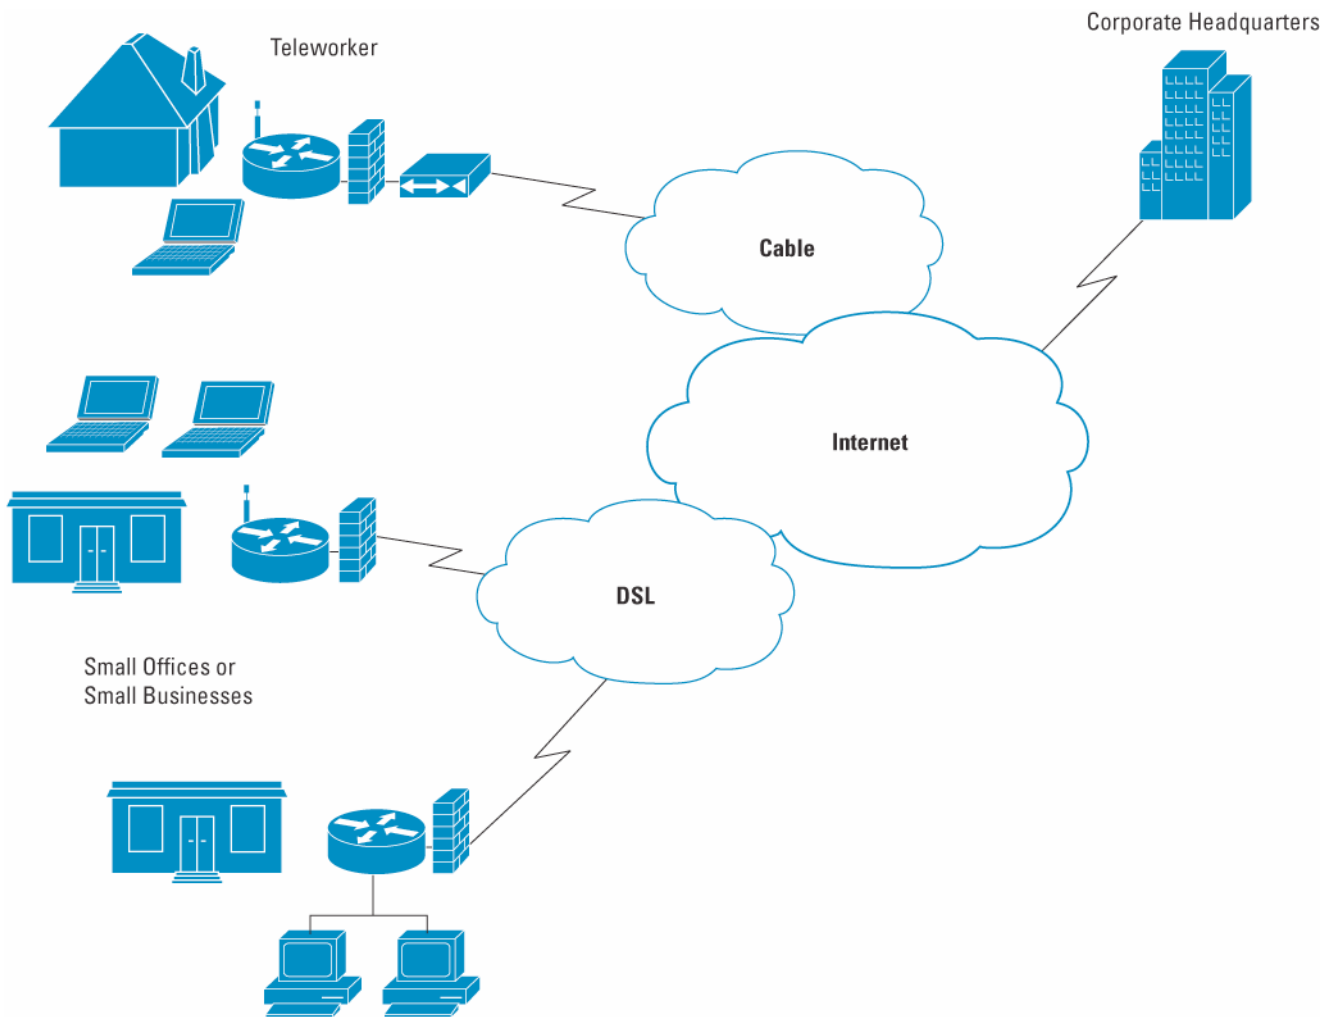 Teleworker
Corporate Headquarters
Cable
Internet
DSL
Small Offices or
Small Businesses